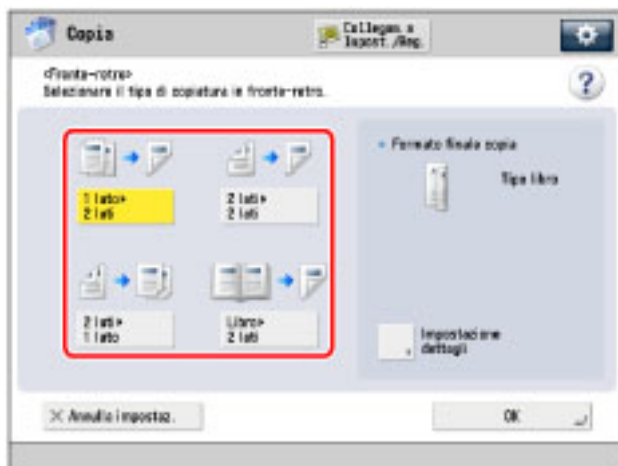 Copia
Collegam. a
Impost./Reg.
<Fronte-retro>
Selezionare il tipo di copiatura in fronte-retro.
?
1 lato▸
2 lati
2 lati▸
2 lati
2 lati▸
1 lato
Libro▸
2 lati
Formato finale copia
Tipo libro
Impostazione
dettagli
× Annulla impostaz.
OK